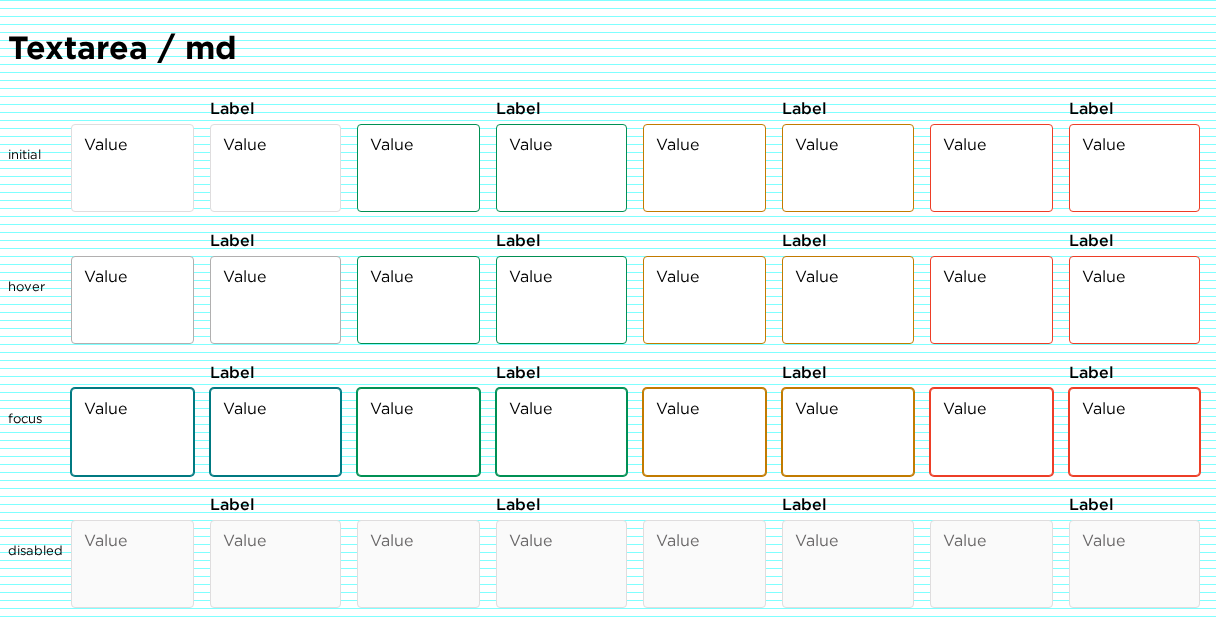 Textarea / md
Label Label Label Label
initial Value Value Value Value Value Value Value Value
Label Label Label Label
hover Value Value Value Value Value Value Value Value
Label Label Label Label
focus Value Value Value Value Value Value Value Value
Label Label Label Label
disabled Value Value Value Value Value Value Value Value